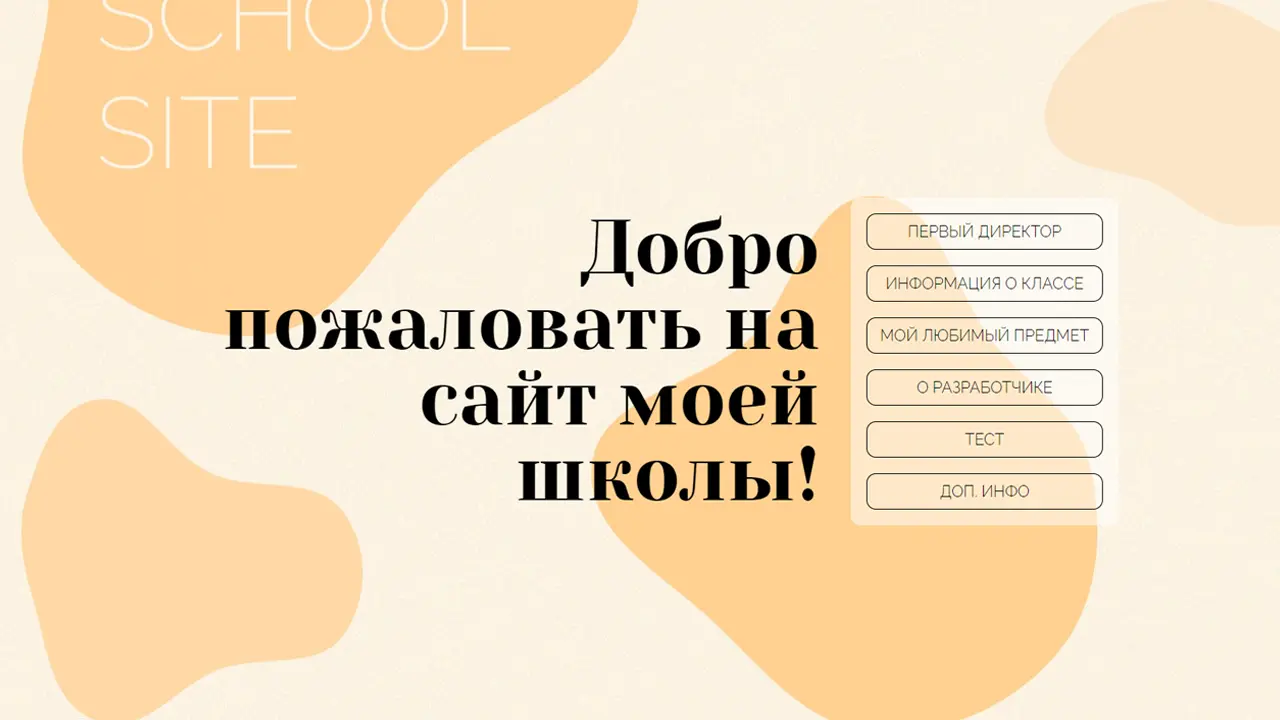 SCHOOL
SITE
Добро
пожаловать на
сайт моей
школы!
ПЕРВЫЙ ДИРЕКТОР
ИНФОРМАЦИЯ О КЛАССЕ
МОЙ ЛЮБИМЫЙ ПРЕДМЕТ
О РАЗРАБОТЧИКЕ
ТЕСТ
ДОП. ИНФО